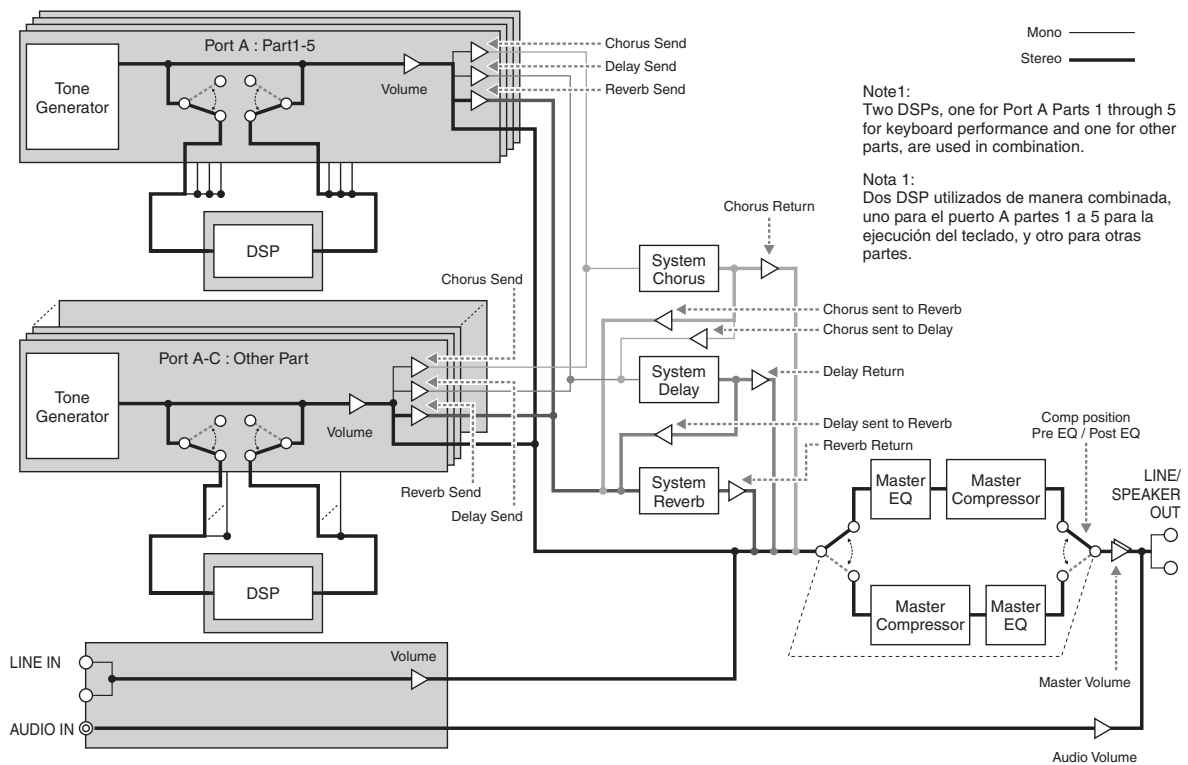 Port A : Part1-5
Tone
Generator
Volume
Chorus Send
Delay Send
Reverb Send
DSP
Mono
Stereo
Note1:
Two DSPs, one for Port A Parts 1 through 5
for keyboard performance and one for other
parts, are used in combination.
Nota 1:
Dos DSP utilizados de manera combinada,
uno para el puerto A partes 1 a 5 para la
ejecución del teclado, y otro para otras
partes.
Chorus Return
System
Chorus
Chorus sent to Reverb
Chorus sent to Delay
System
Delay
Delay Return
Delay sent to Reverb
Reverb Return
System
Reverb
Chorus Send
Port A-C : Other Part
Tone
Generator
Volume
Reverb Send
Delay Send
DSP
Comp position
Pre EQ / Post EQ
Master
EQ
Master
Compressor
LINE/
SPEAKER
OUT
Master
Compressor
Master
EQ
Master Volume
LINE IN
Volume
AUDIO IN
Audio Volume